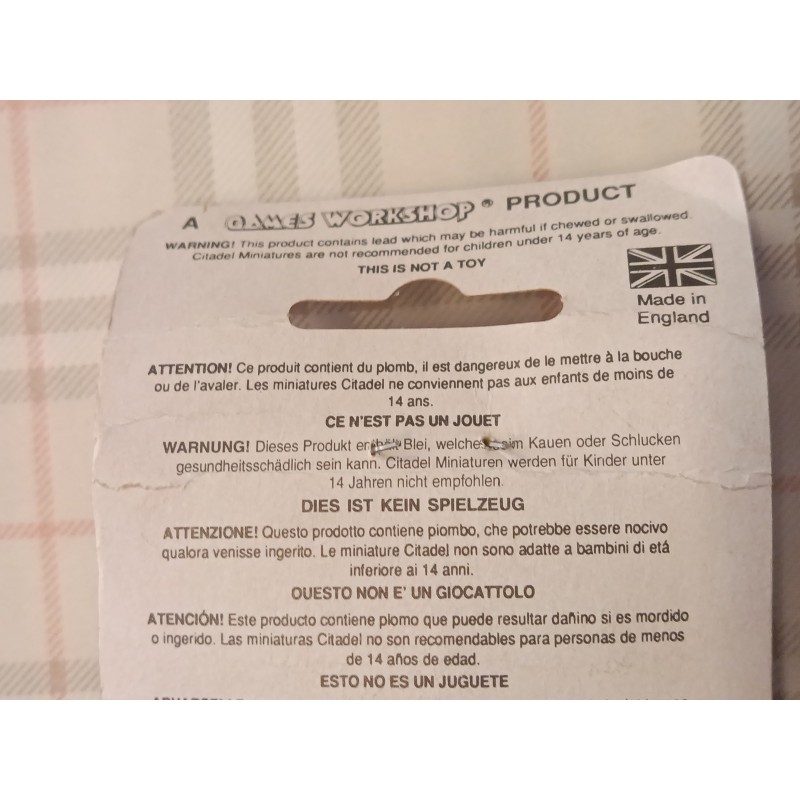 A GAMES WORKSHOP® PRODUCT
WARNING! This product contains lead which may be harmful if chewed or swallowed.
Citadel Miniatures are not recommended for children under 14 years of age.
THIS IS NOT A TOY
Made in
England
ATTENTION! Ce produit contient du plomb, il est dangereux de le mettre à la bouche
ou de l'avaler. Les miniatures Citadel ne conviennent pas aux enfants de moins de
14 ans.
CE N'EST PAS UN JOUET
WARNUNG! Dieses Produkt Blei, Kauen oder Schlucken
gesundheitsschädlich sein kann. Citadel Miniaturen werden für Kinder unter
14 Jahren nicht empfohlen.
DIES IST KEIN SPIELZEUG
ATTENZIONE! Questo prodotto contiene piombo, che potrebbe essere nocivo
qualora venisse ingerito. Le miniature Citadel non sono adatte a bambini di etá
inferiore ai 14 anni.
OUESTO NON E' UN GIOCATTOLO
ATENCIÓN! Este producto contiene plomo que puede resultar dañino si es mordido
o ingerido. Las miniaturas Citadel no son recomendables para personas de menos
de 14 años de edad.
ESTO NO ES UN JUGUETE